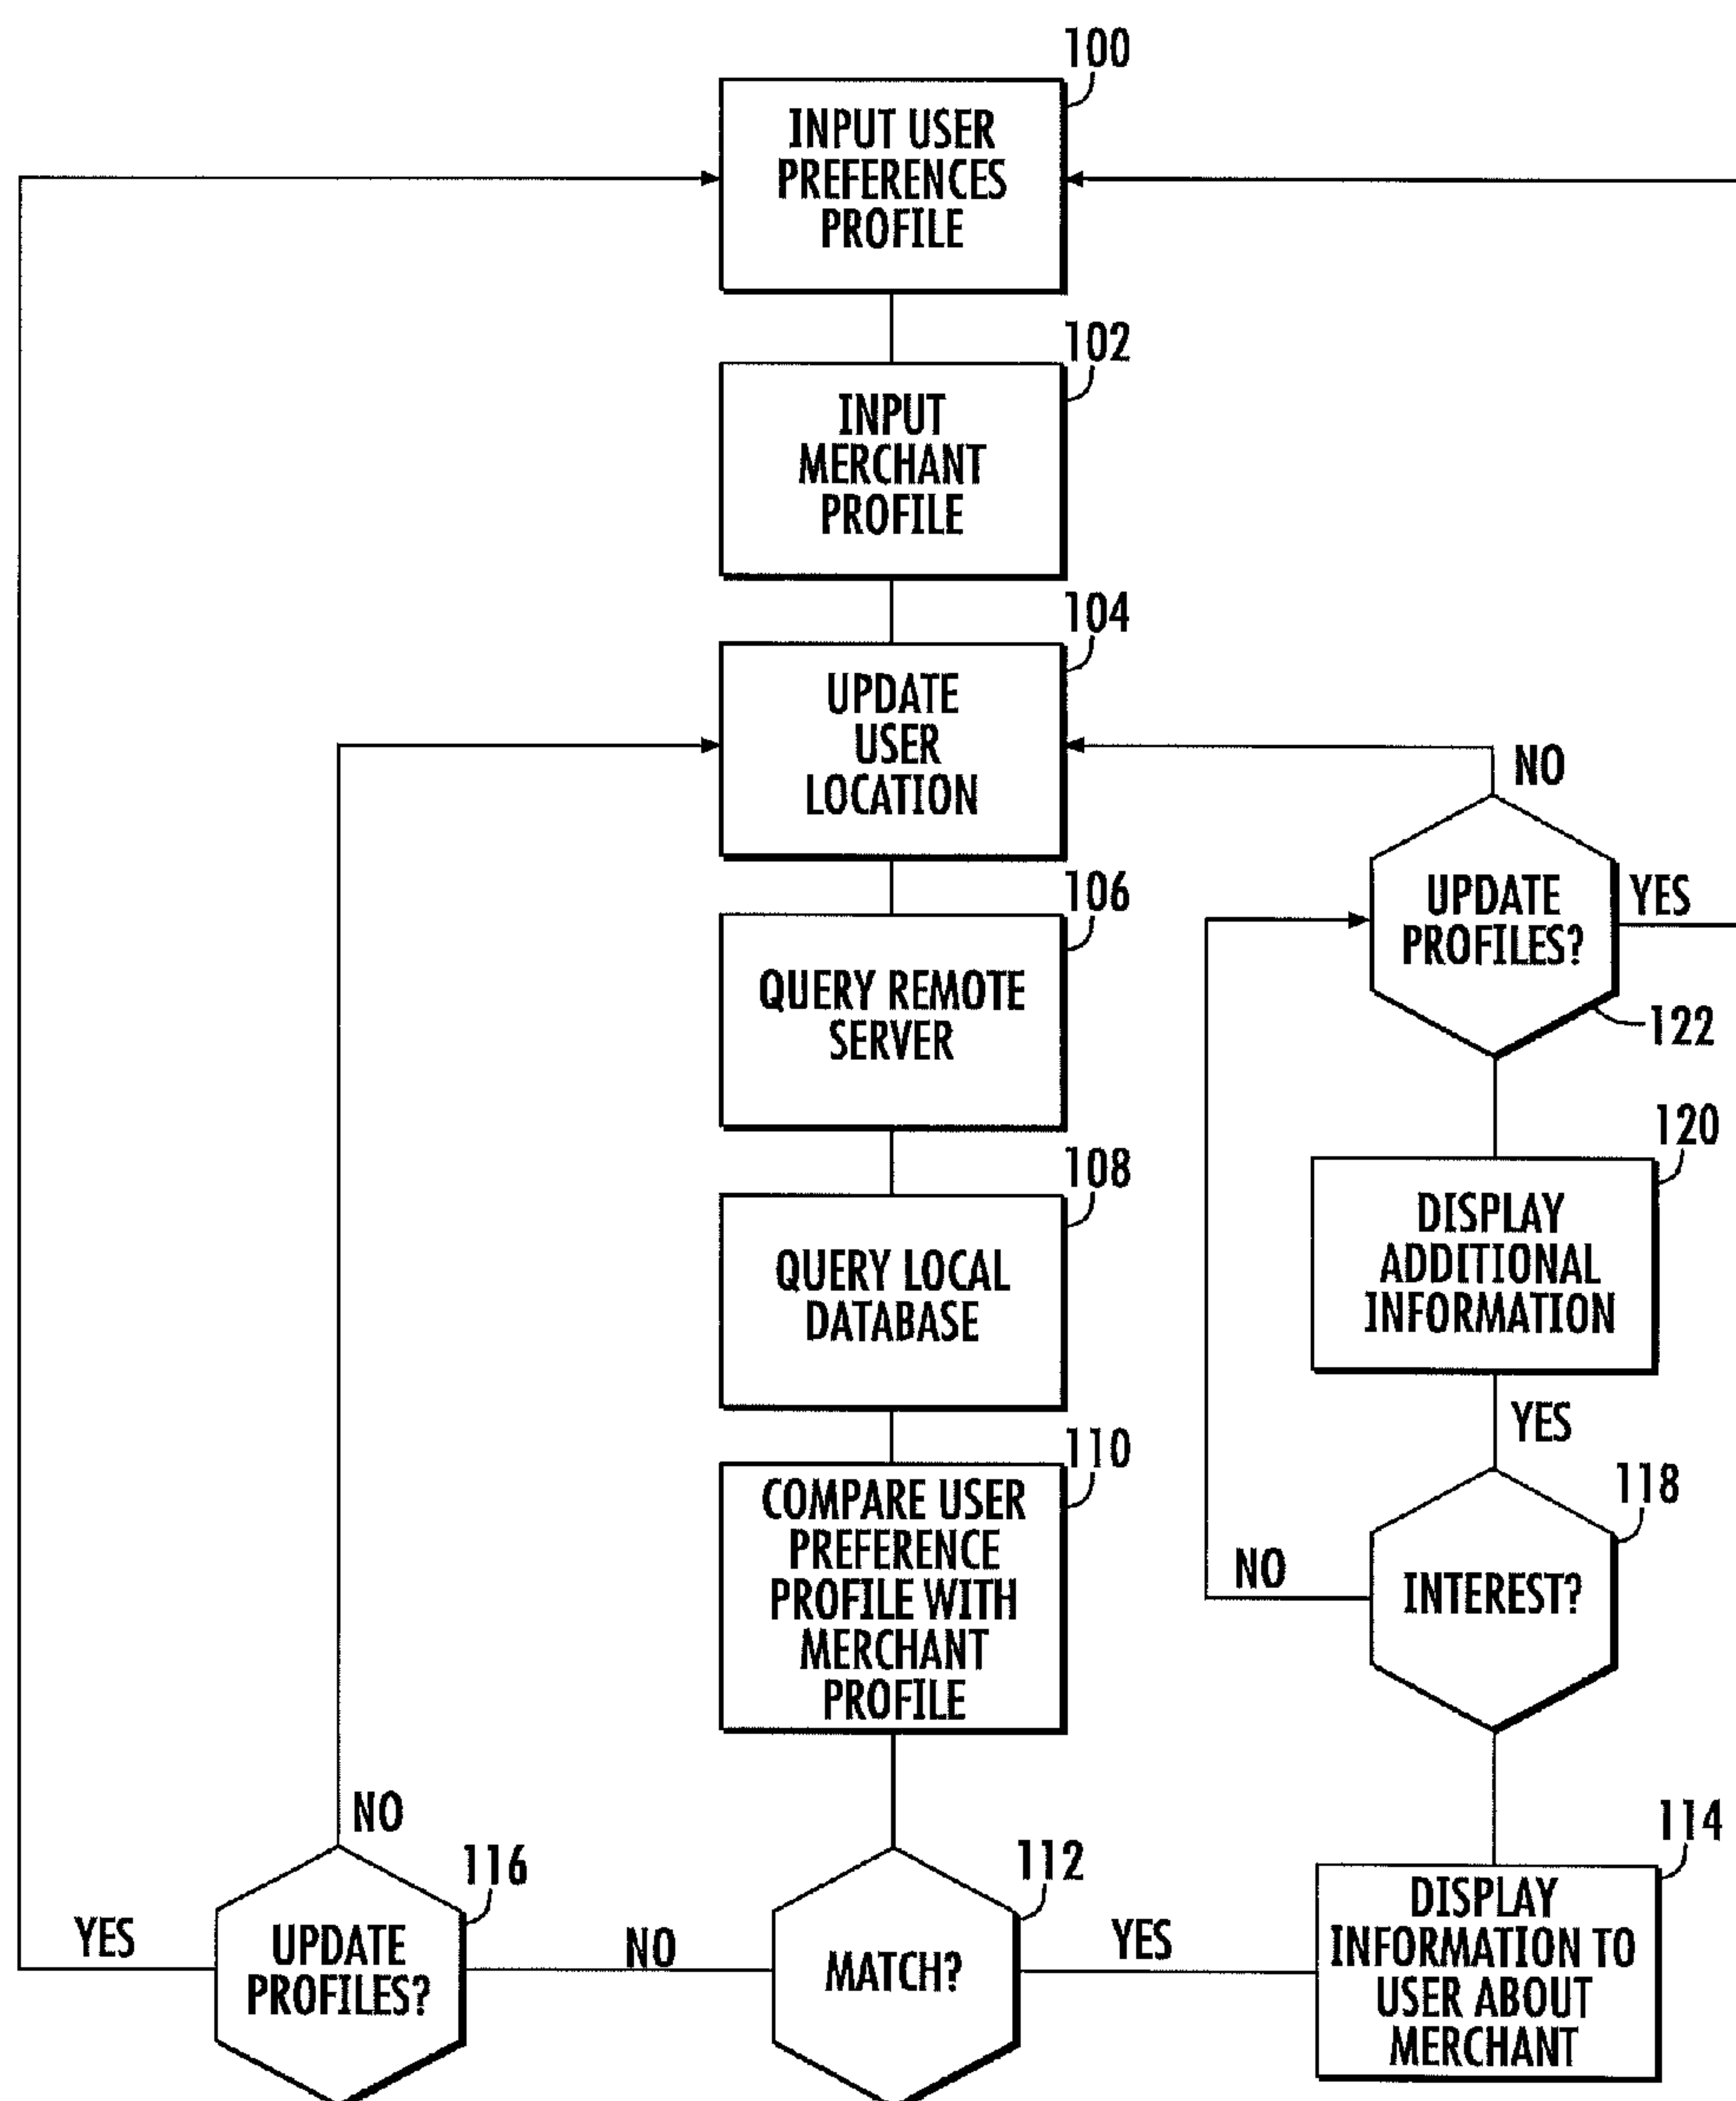 100
INPUT USER
PREFERENCES
PROFILE
102
INPUT
MERCHANT
PROFILE
104
UPDATE
USER
LOCATION
106
QUERY REMOTE
SERVER
108
QUERY LOCAL
DATABASE
110
COMPARE USER
PREFERENCE
PROFILE WITH
MERCHANT
PROFILE
112
MATCH?
NO
116
UPDATE
PROFILES?
NO
YES
YES
114
DISPLAY
INFORMATION TO
USER ABOUT
MERCHANT
118
INTEREST?
NO
YES
120
DISPLAY
ADDITIONAL
INFORMATION
122
UPDATE
PROFILES?
NO
YES